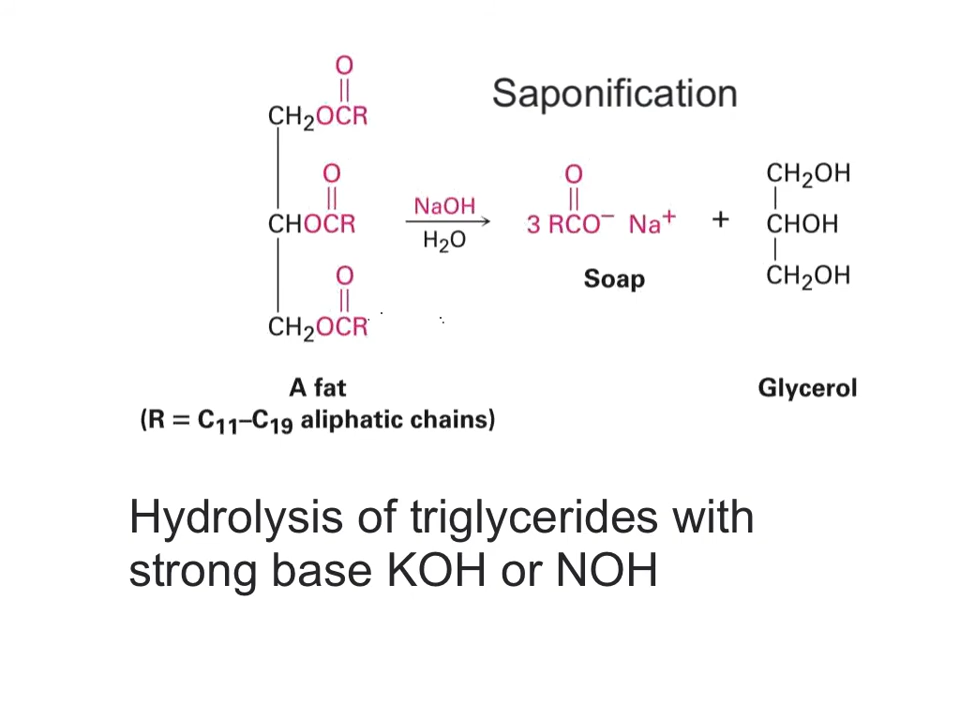 Saponification
O
||
CH₂OCR
O
||
CHOCR
O
||
CH₂OCR
NaOH
H₂O
O
||
3 RCO⁻ Na⁺
+
CH₂OH
|
CHOH
|
CH₂OH
Soap
A fat
(R = C₁₁–C₁₉ aliphatic chains)
Glycerol
Hydrolysis of triglycerides with
strong base KOH or NOH